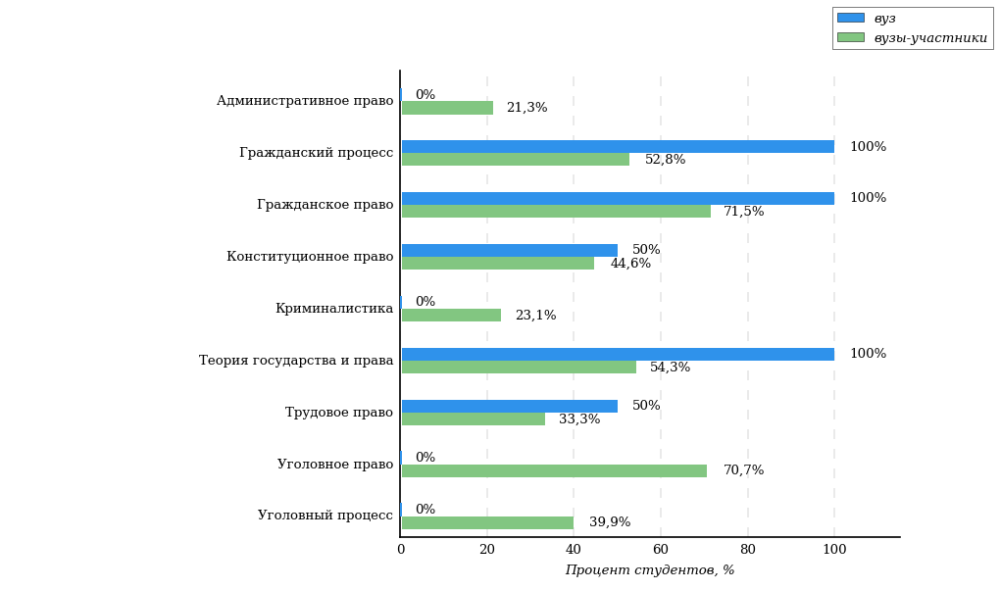 вуз
вузы-участники
Административное право
0%
21,3%
Гражданский процесс
100%
52,8%
Гражданское право
100%
71,5%
Конституционное право
50%
44,6%
Криминалистика
0%
23,1%
Теория государства и права
100%
54,3%
Трудовое право
50%
33,3%
Уголовное право
0%
70,7%
Уголовный процесс
0%
39,9%
0 20 40 60 80 100
Процент студентов, %